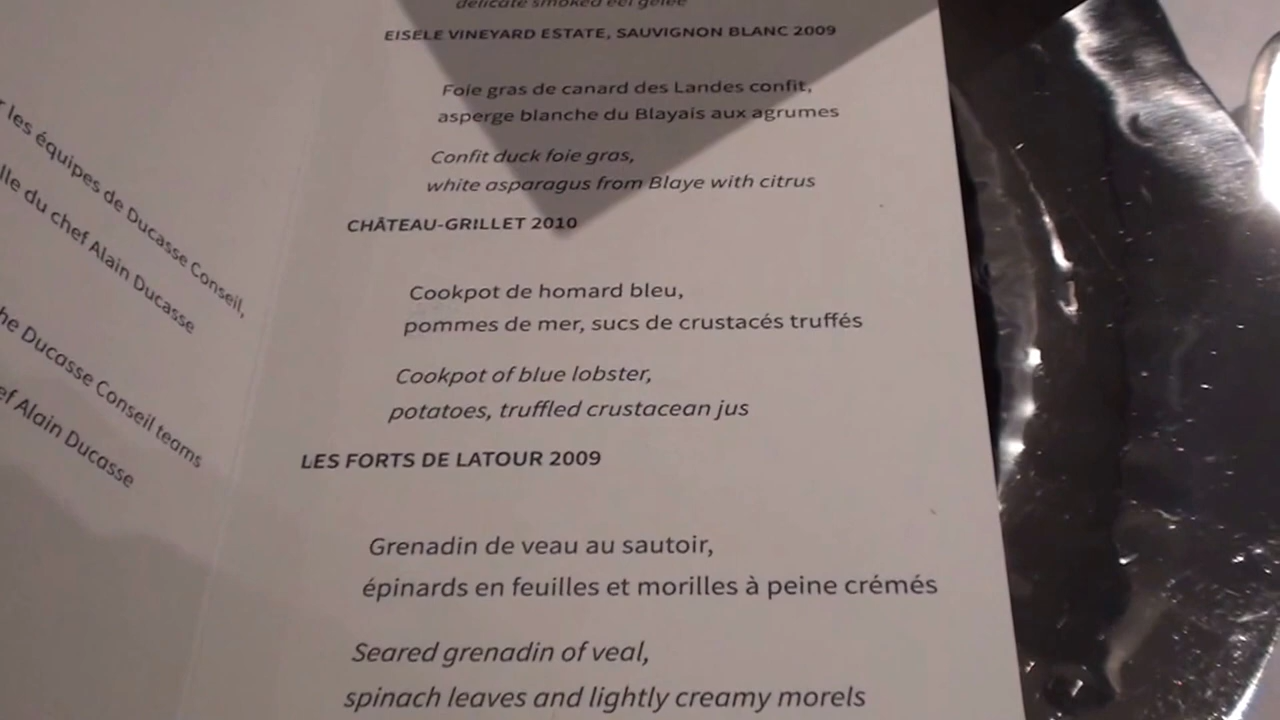 r les équipes de Ducasse Conseil,
lle du chef Alain Ducasse
he Ducasse Conseil teams
ef Alain Ducasse
delicate smoked eel gelée
EISELE VINEYARD ESTATE, SAUVIGNON BLANC 2009
Foie gras de canard des Landes confit,
asperge blanche du Blayais aux agrumes
Confit duck foie gras,
white asparagus from Blaye with citrus
CHÂTEAU-GRILLET 2010
Cookpot de homard bleu,
pommes de mer, sucs de crustacés truffés
Cookpot of blue lobster,
potatoes, truffled crustacean jus
LES FORTS DE LATOUR 2009
Grenadin de veau au sautoir,
épinards en feuilles et morilles à peine crémés
Seared grenadin of veal,
spinach leaves and lightly creamy morels